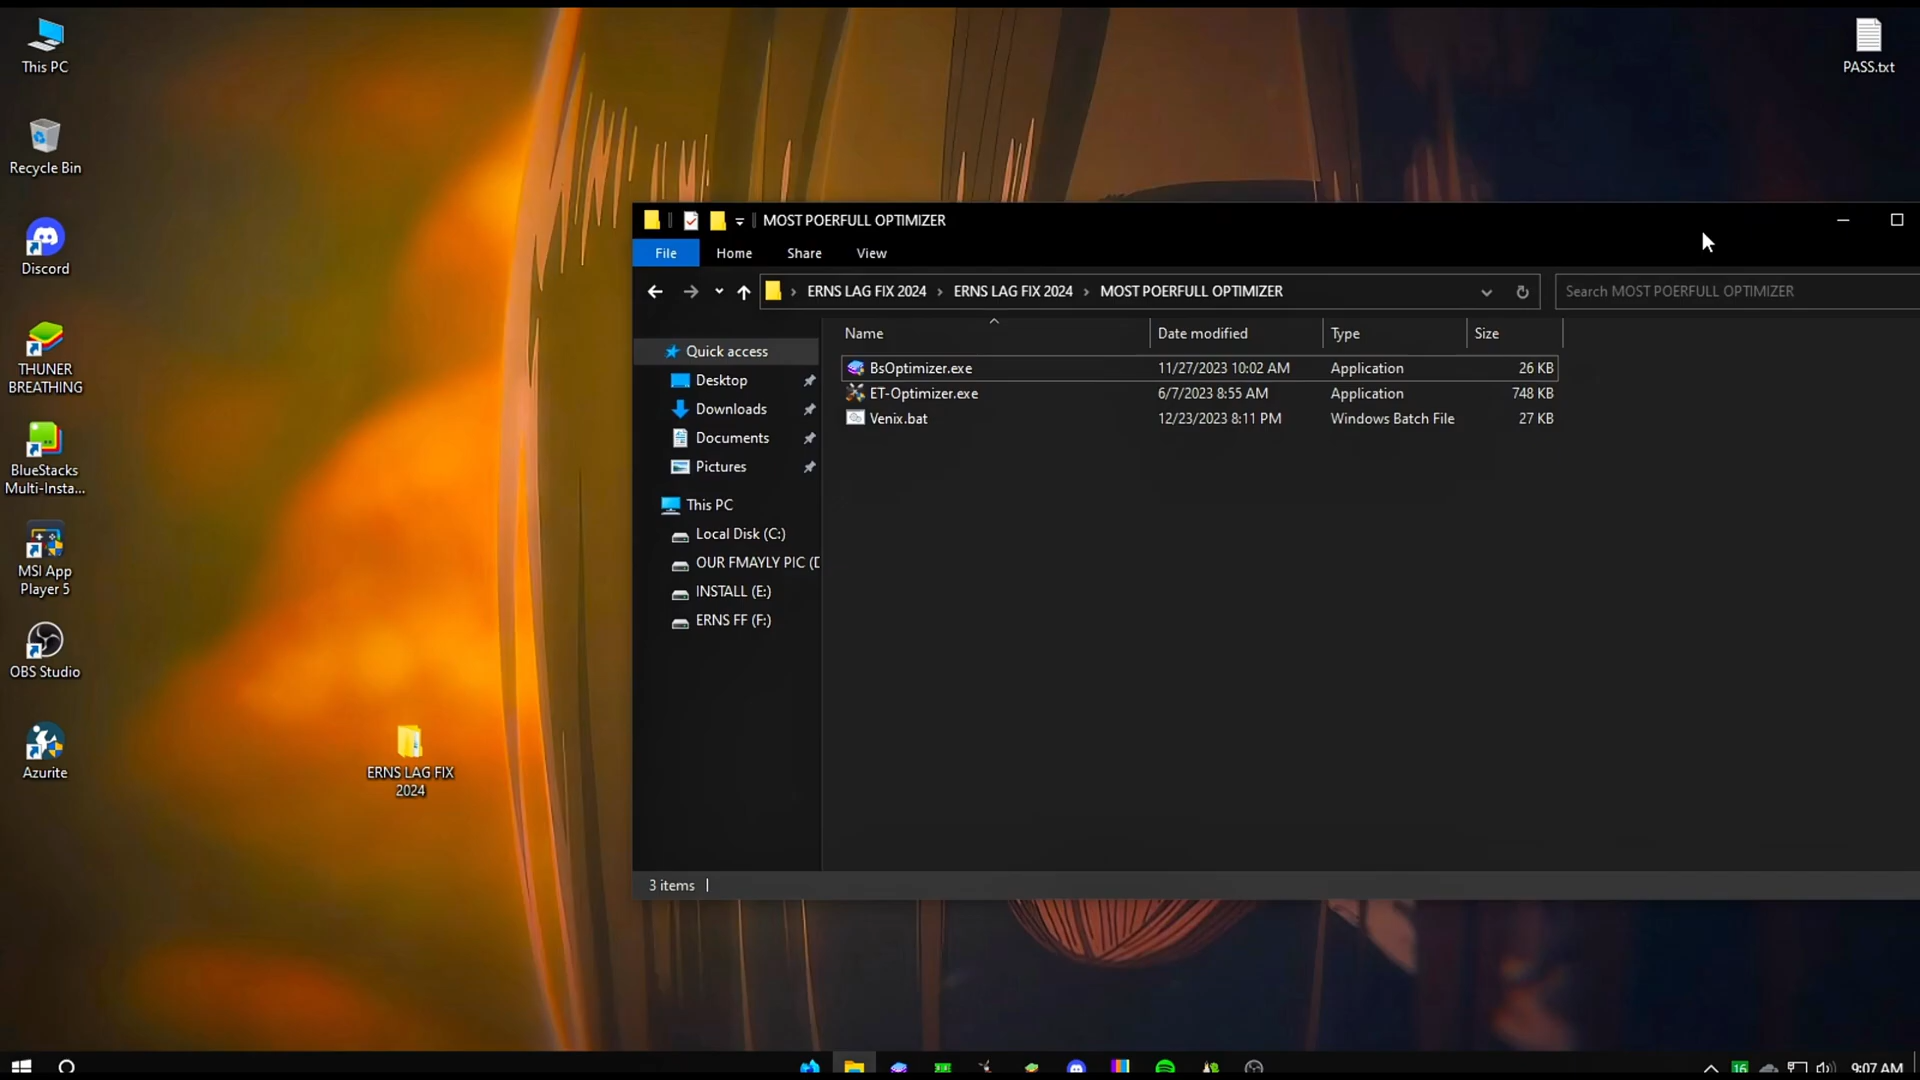 This PC
Recycle Bin
Discord
THUNER
BREATHING
BlueStacks
Multi-Insta...
MSI App
Player 5
OBS Studio
Azurite
ERNS LAG FIX
2024
PASS.txt
MOST POERFULL OPTIMIZER
File Home Share View
ERNS LAG FIX 2024 › ERNS LAG FIX 2024 › MOST POERFULL OPTIMIZER
Search MOST POERFULL OPTIMIZER
Name Date modified Type Size
BsOptimizer.exe 11/27/2023 10:02 AM Application 26 KB
ET-Optimizer.exe 6/7/2023 8:55 AM Application 748 KB
Venix.bat 12/23/2023 8:11 PM Windows Batch File 27 KB
Quick access
Desktop
Downloads
Documents
Pictures
This PC
Local Disk (C:)
OUR FMAYLY PIC (D
INSTALL (E:)
ERNS FF (F:)
3 items
16
9:07 AM